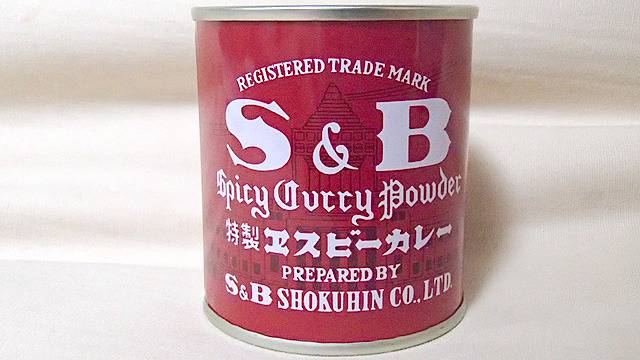 REGISTERED TRADE MARK
S & B
Spicy Curry Powder
特製 ヱスビーカレー
PREPARED BY
S&B SHOKUHIN CO., LTD.